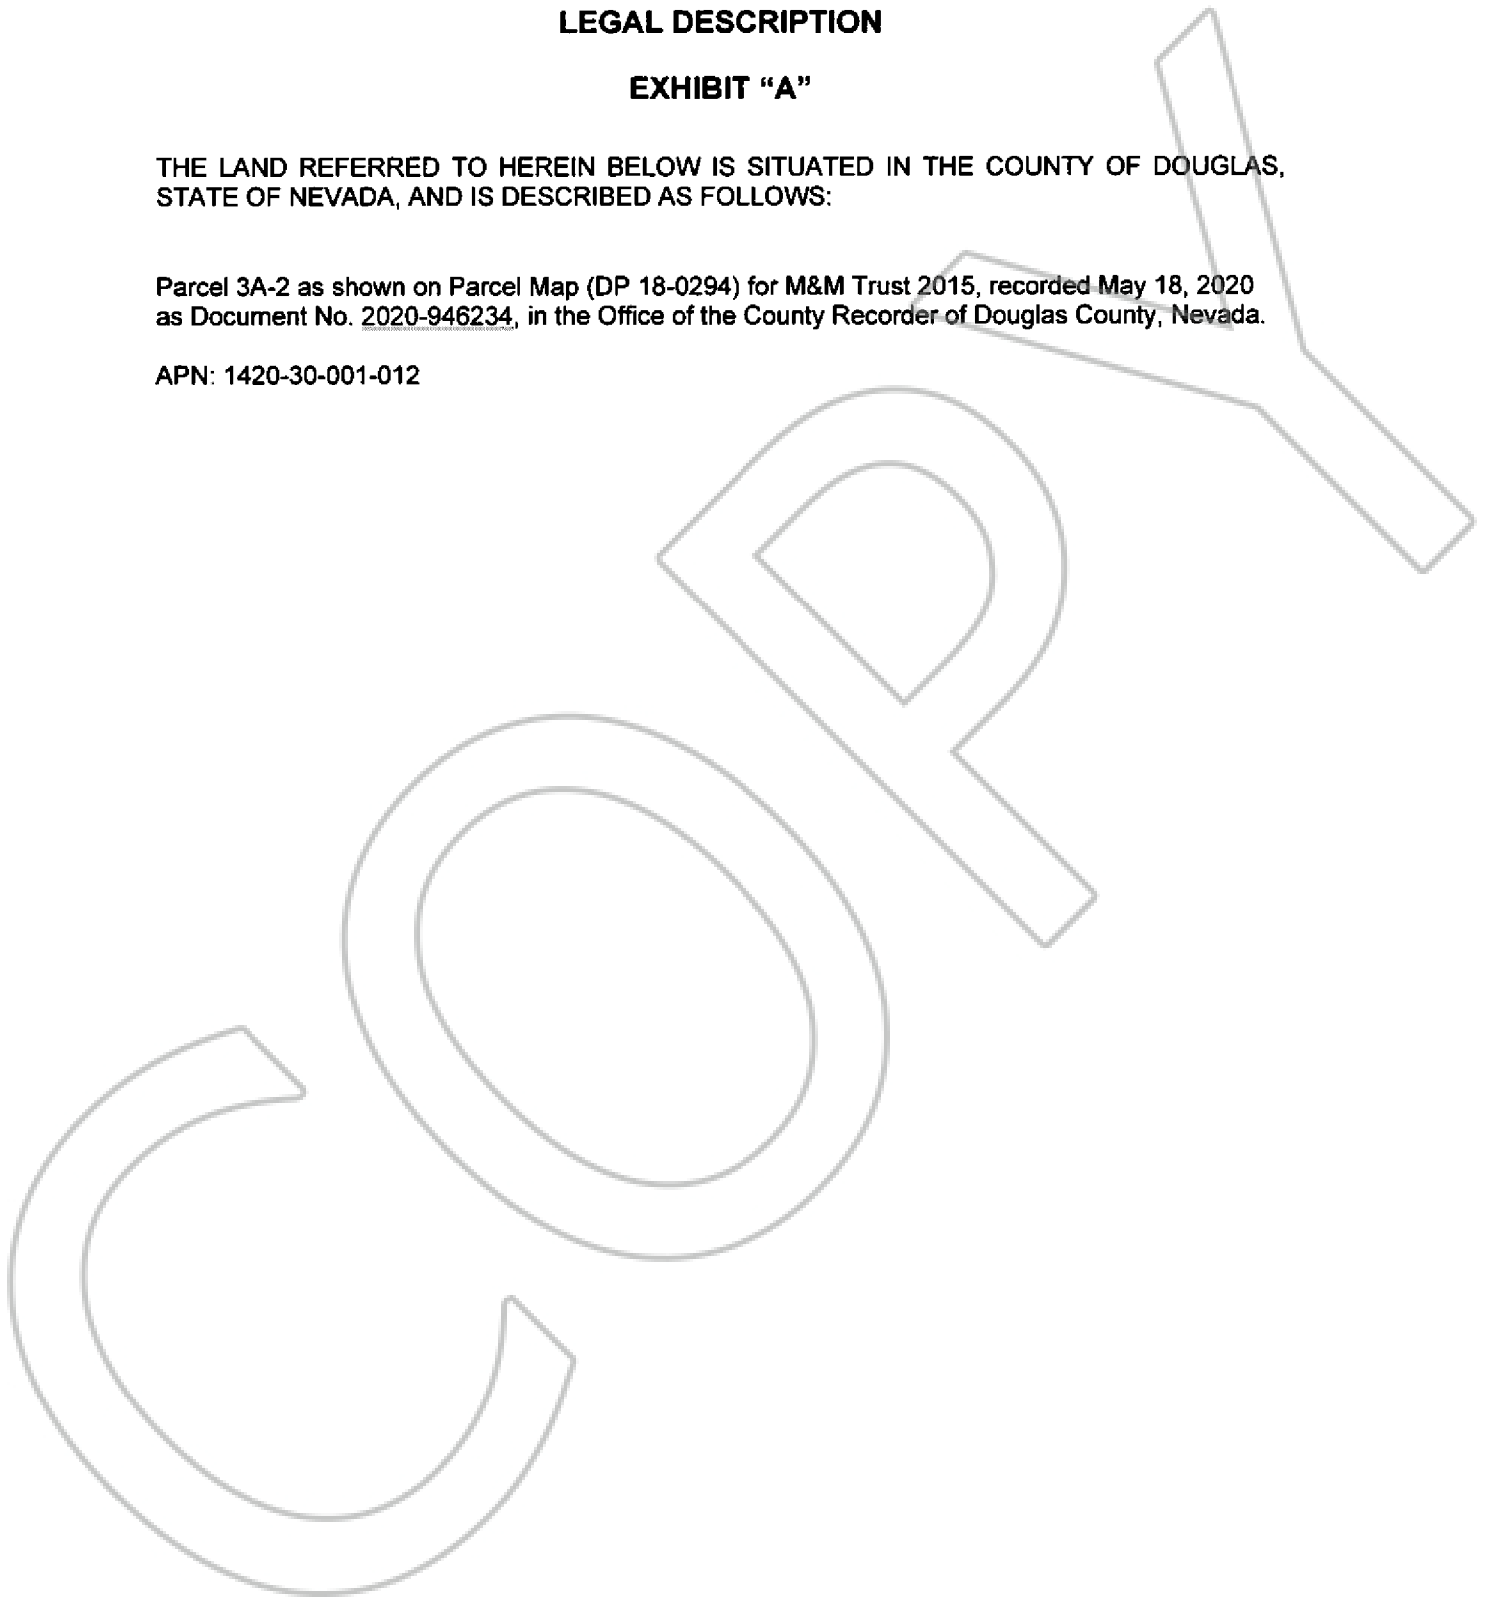 LEGAL DESCRIPTION
EXHIBIT “A”
THE LAND REFERRED TO HEREIN BELOW IS SITUATED IN THE COUNTY OF DOUGLAS,
STATE OF NEVADA, AND IS DESCRIBED AS FOLLOWS:
Parcel 3A-2 as shown on Parcel Map (DP 18-0294) for M&M Trust 2015, recorded May 18, 2020
as Document No. 2020-946234, in the Office of the County Recorder of Douglas County, Nevada.
APN: 1420-30-001-012
COPY